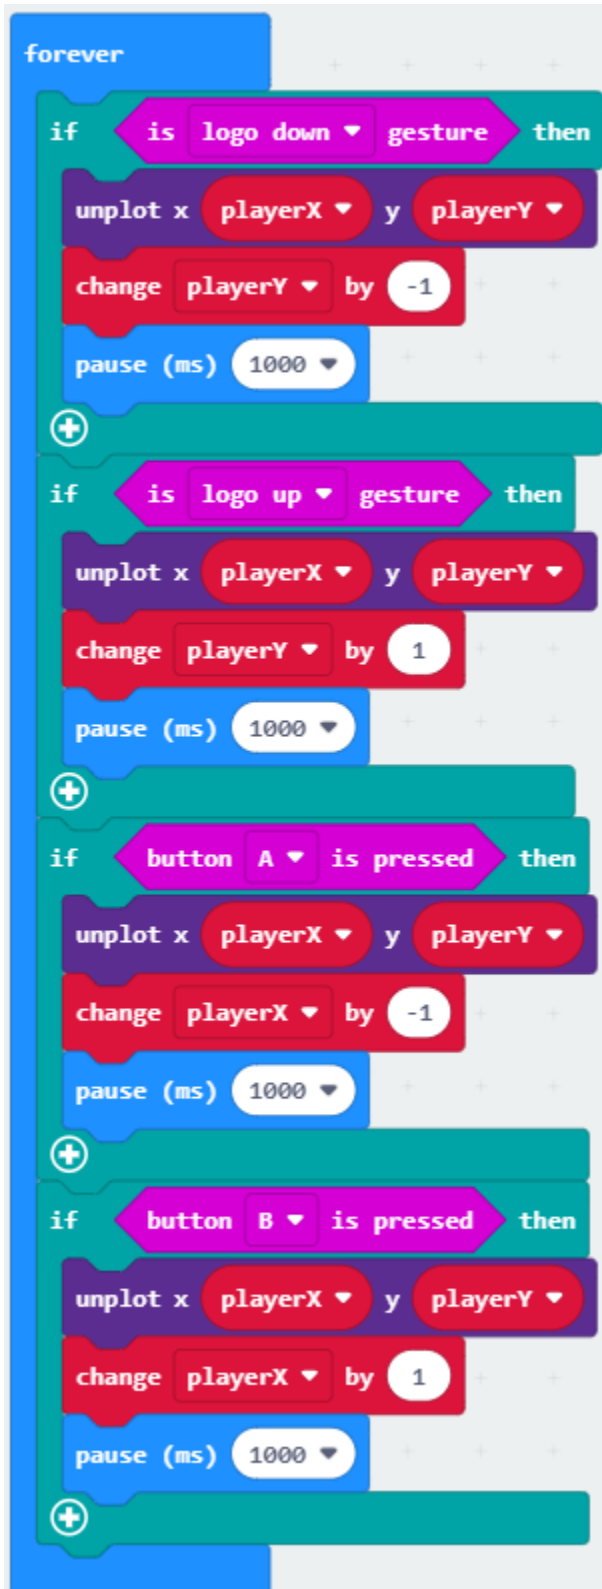 forever
if is logo down gesture then
unplot x playerX y playerY
change playerY by -1
pause (ms) 1000
if is logo up gesture then
unplot x playerX y playerY
change playerY by 1
pause (ms) 1000
if button A is pressed then
unplot x playerX y playerY
change playerX by -1
pause (ms) 1000
if button B is pressed then
unplot x playerX y playerY
change playerX by 1
pause (ms) 1000